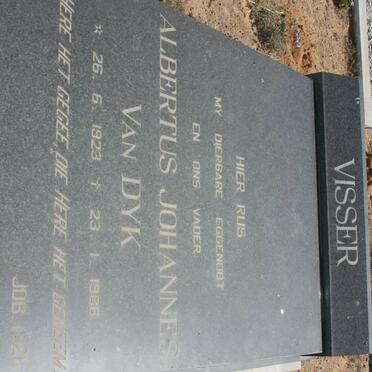 VISSER
HIER RUS
MY DIERBARE EGGENOOT
EN ONS VADER
ALBERTUS JOHANNES
VAN DYK
☆ 26.6.1923 ✝ 23.1.1986
HERE HET GEGEE, DIE HERE HET GENEEM
JOB 1:21